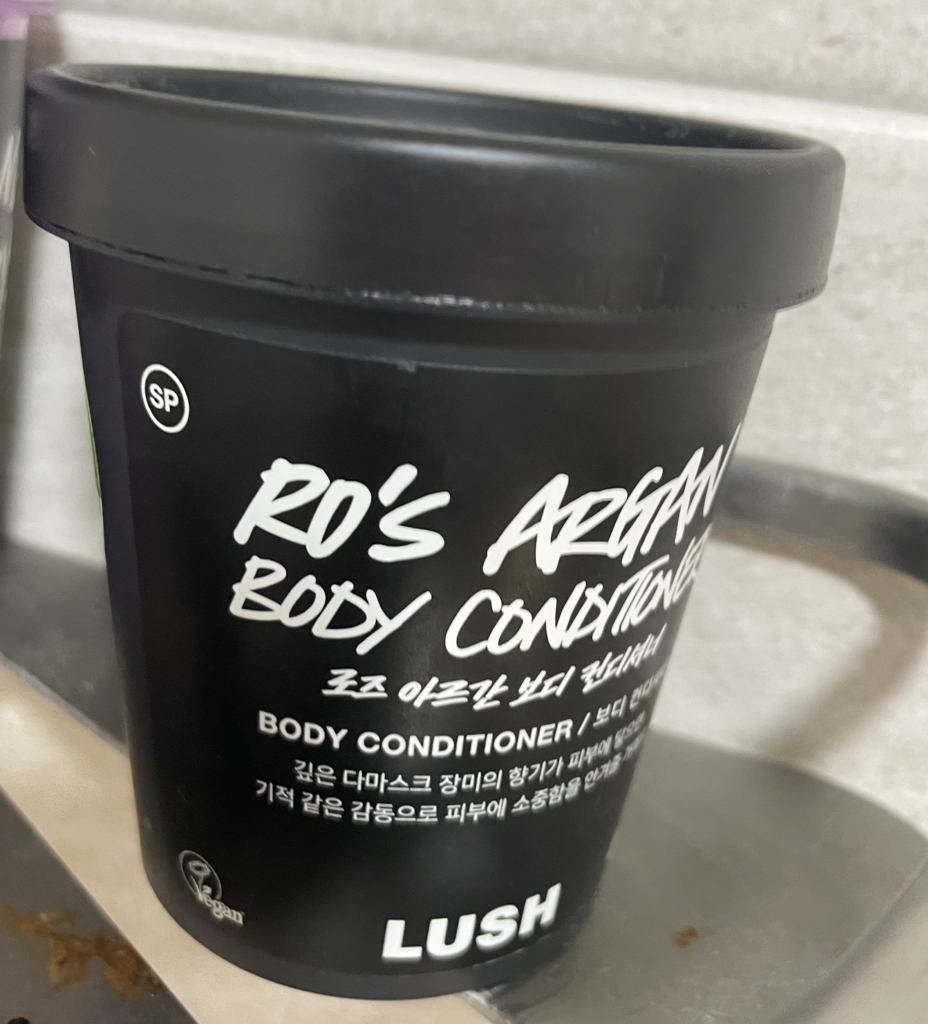 SP
RO'S ARGAN
BODY CONDITIONER
로즈 아르간 보디 컨디셔너
BODY CONDITIONER / 보디
깊은 다마스크 장미의 향기가 피부에
기적 같은 감동으로 피부에 소중함을
Vegan
LUSH